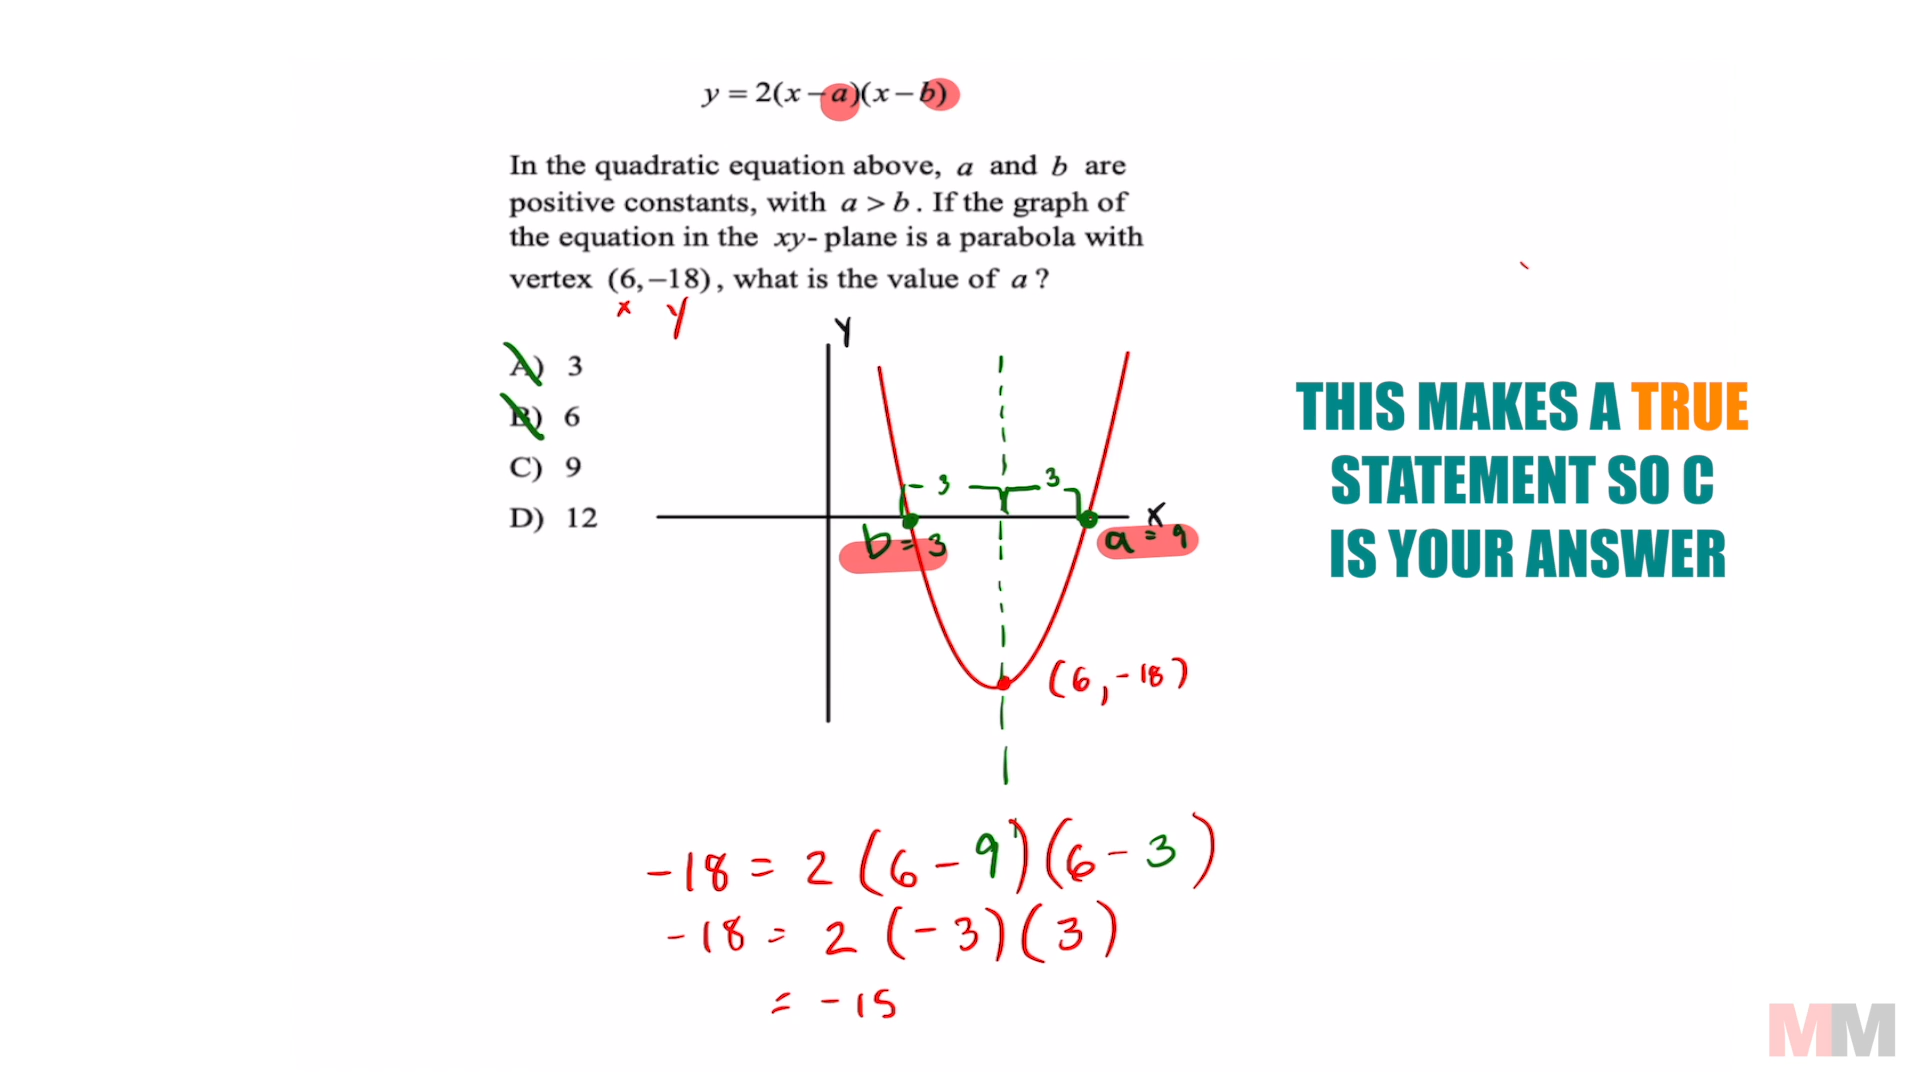 y = 2(x − a)(x − b)
In the quadratic equation above, a and b are
positive constants, with a > b. If the graph of
the equation in the xy- plane is a parabola with
vertex (6, −18), what is the value of a ?
x y
A) 3
B) 6
C) 9
D) 12
Y
3 3
X
b = 3
a = 9
(6, -18)
-18 = 2 (6 - 9)(6 - 3)
-18 = 2 (-3)(3)
= -15
THIS MAKES A TRUE
STATEMENT SO C
IS YOUR ANSWER
MM